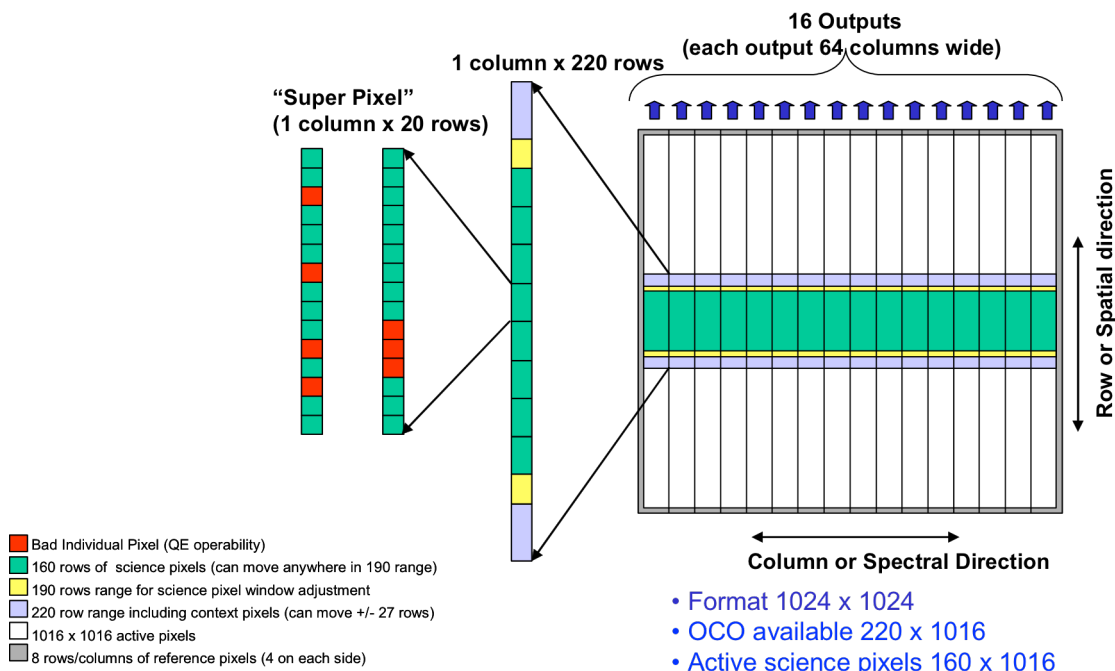 16 Outputs
(each output 64 columns wide)
1 column x 220 rows
“Super Pixel”
(1 column x 20 rows)
Row or Spatial direction
Column or Spectral Direction
Bad Individual Pixel (QE operability)
160 rows of science pixels (can move anywhere in 190 range)
190 rows range for science pixel window adjustment
220 row range including context pixels (can move +/- 27 rows)
1016 x 1016 active pixels
8 rows/columns of reference pixels (4 on each side)
• Format 1024 x 1024
• OCO available 220 x 1016
• Active science pixels 160 x 1016